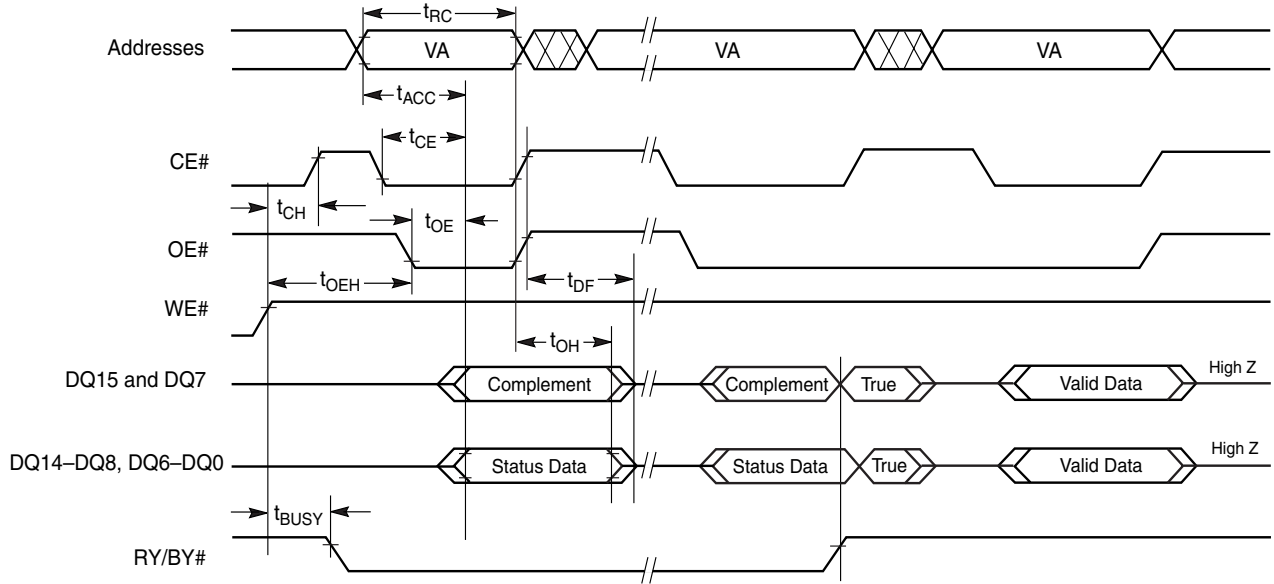 tRC
Addresses VA VA VA
tACC
tCE
CE#
tCH tOE
OE#
tOEH tDF
WE#
tOH
DQ15 and DQ7 Complement Complement True Valid Data High Z
DQ14–DQ8, DQ6–DQ0 Status Data Status Data True Valid Data High Z
tBUSY
RY/BY#